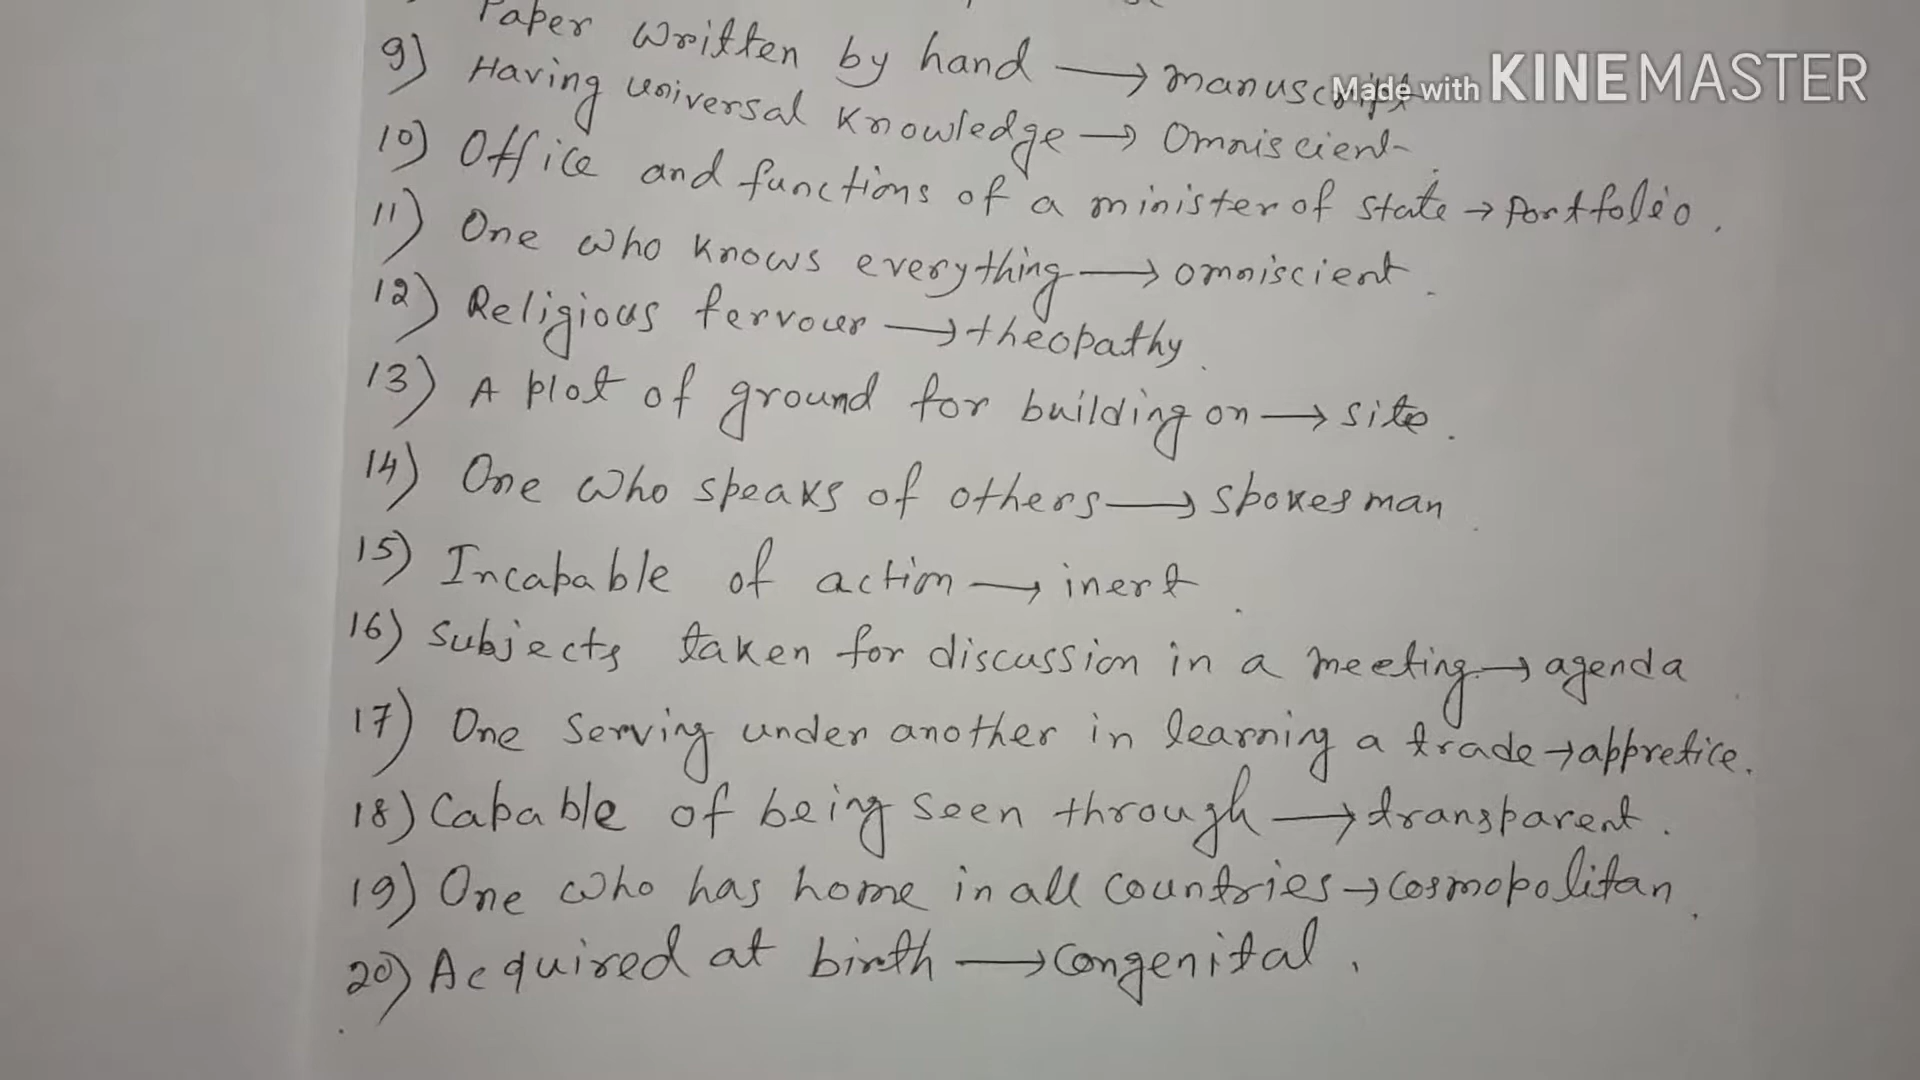 Paper written by hand → manuscript
Made with KINEMASTER
9) Having universal knowledge → Omniscient
10) Office and functions of a minister of state → Portfolio.
11) One who knows everything → omniscient.
12) Religious fervour → theopathy.
13) A plot of ground for building on → site.
14) One who speaks of others → spokesman.
15) Incapable of action → inert.
16) Subjects taken for discussion in a meeting → agenda
17) One serving under another in learning a trade → appretice.
18) Capable of being seen through → transparent.
19) One who has home in all countries → cosmopolitan.
20) Acquired at birth → congenital.